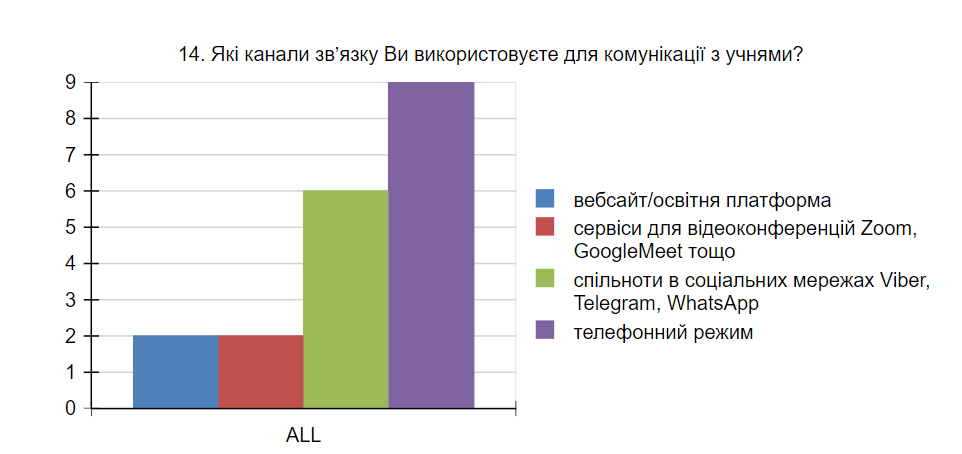 14. Які канали зв’язку Ви використовуєте для комунікації з учнями?
9
8
7
6
5
4
3
2
1
0
ALL
вебсайт/освітня платформа
сервіси для відеоконференцій Zoom,
GoogleMeet тощо
спільноти в соціальних мережах Viber,
Telegram, WhatsApp
телефонний режим